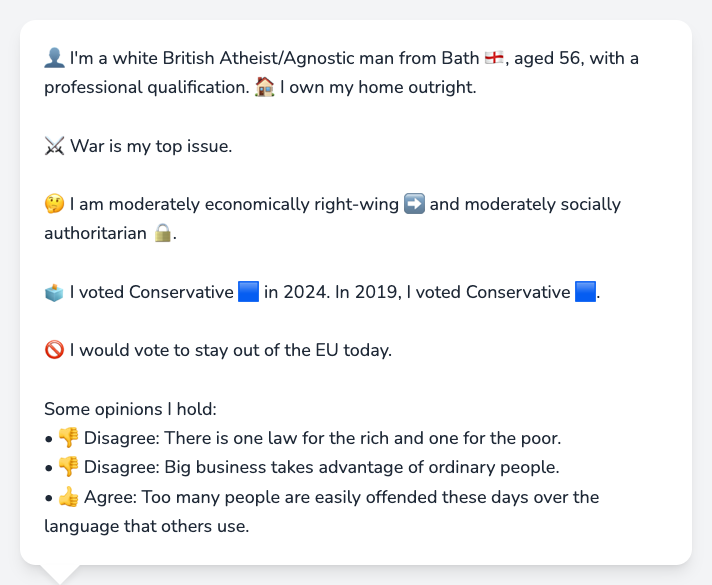 👤 I'm a white British Atheist/Agnostic man from Bath 🏴󠁧󠁢󠁥󠁮󠁧󠁿, aged 56, with a
professional qualification. 🏠 I own my home outright.
⚔️ War is my top issue.
🤔 I am moderately economically right-wing ➡️ and moderately socially
authoritarian 🔒.
🗳️ I voted Conservative 🟦 in 2024. In 2019, I voted Conservative 🟦.
🚫 I would vote to stay out of the EU today.
Some opinions I hold:
• 👎 Disagree: There is one law for the rich and one for the poor.
• 👎 Disagree: Big business takes advantage of ordinary people.
• 👍 Agree: Too many people are easily offended these days over the
language that others use.